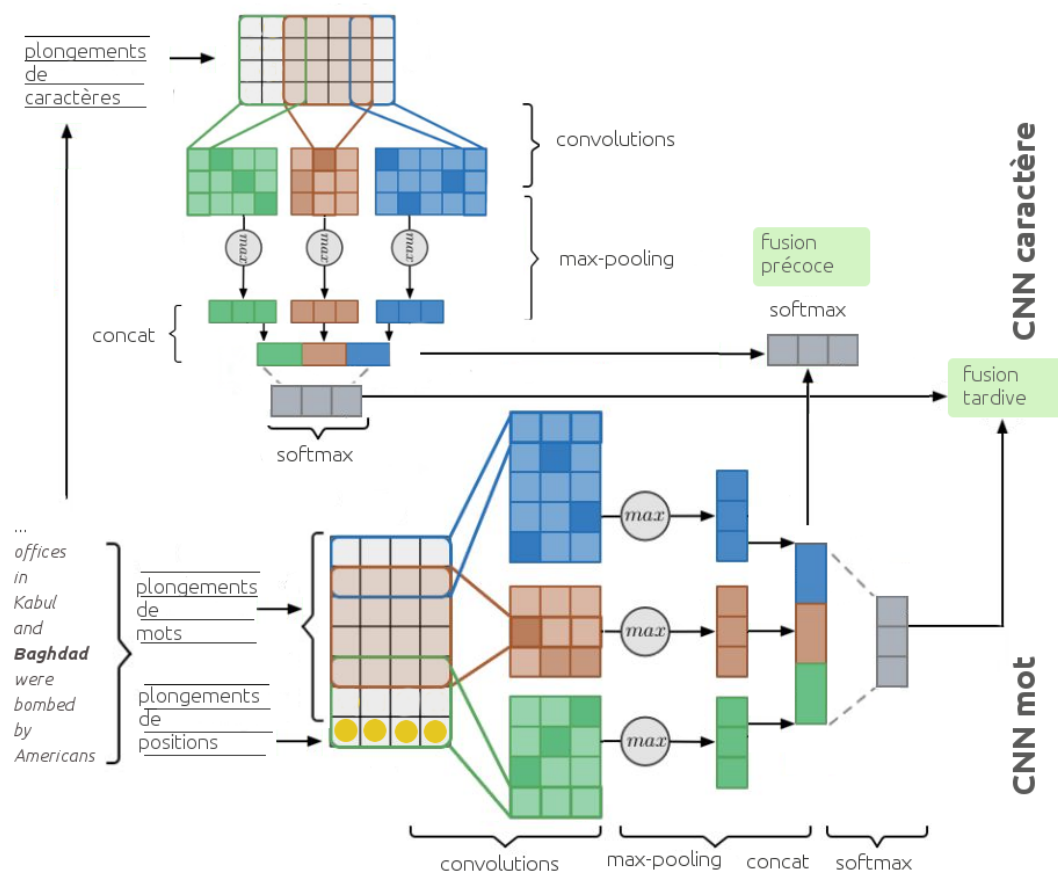 plongements
de
caractères
convolutions
max
max
max
max-pooling
concat
softmax
fusion
précoce
softmax
fusion
tardive
CNN caractère
...
offices
in
Kabul
and
Baghdad
were
bombed
by
Americans
plongements
de
mots
plongements
de
positions
max
max
max
convolutions
max-pooling
concat
softmax
CNN mot